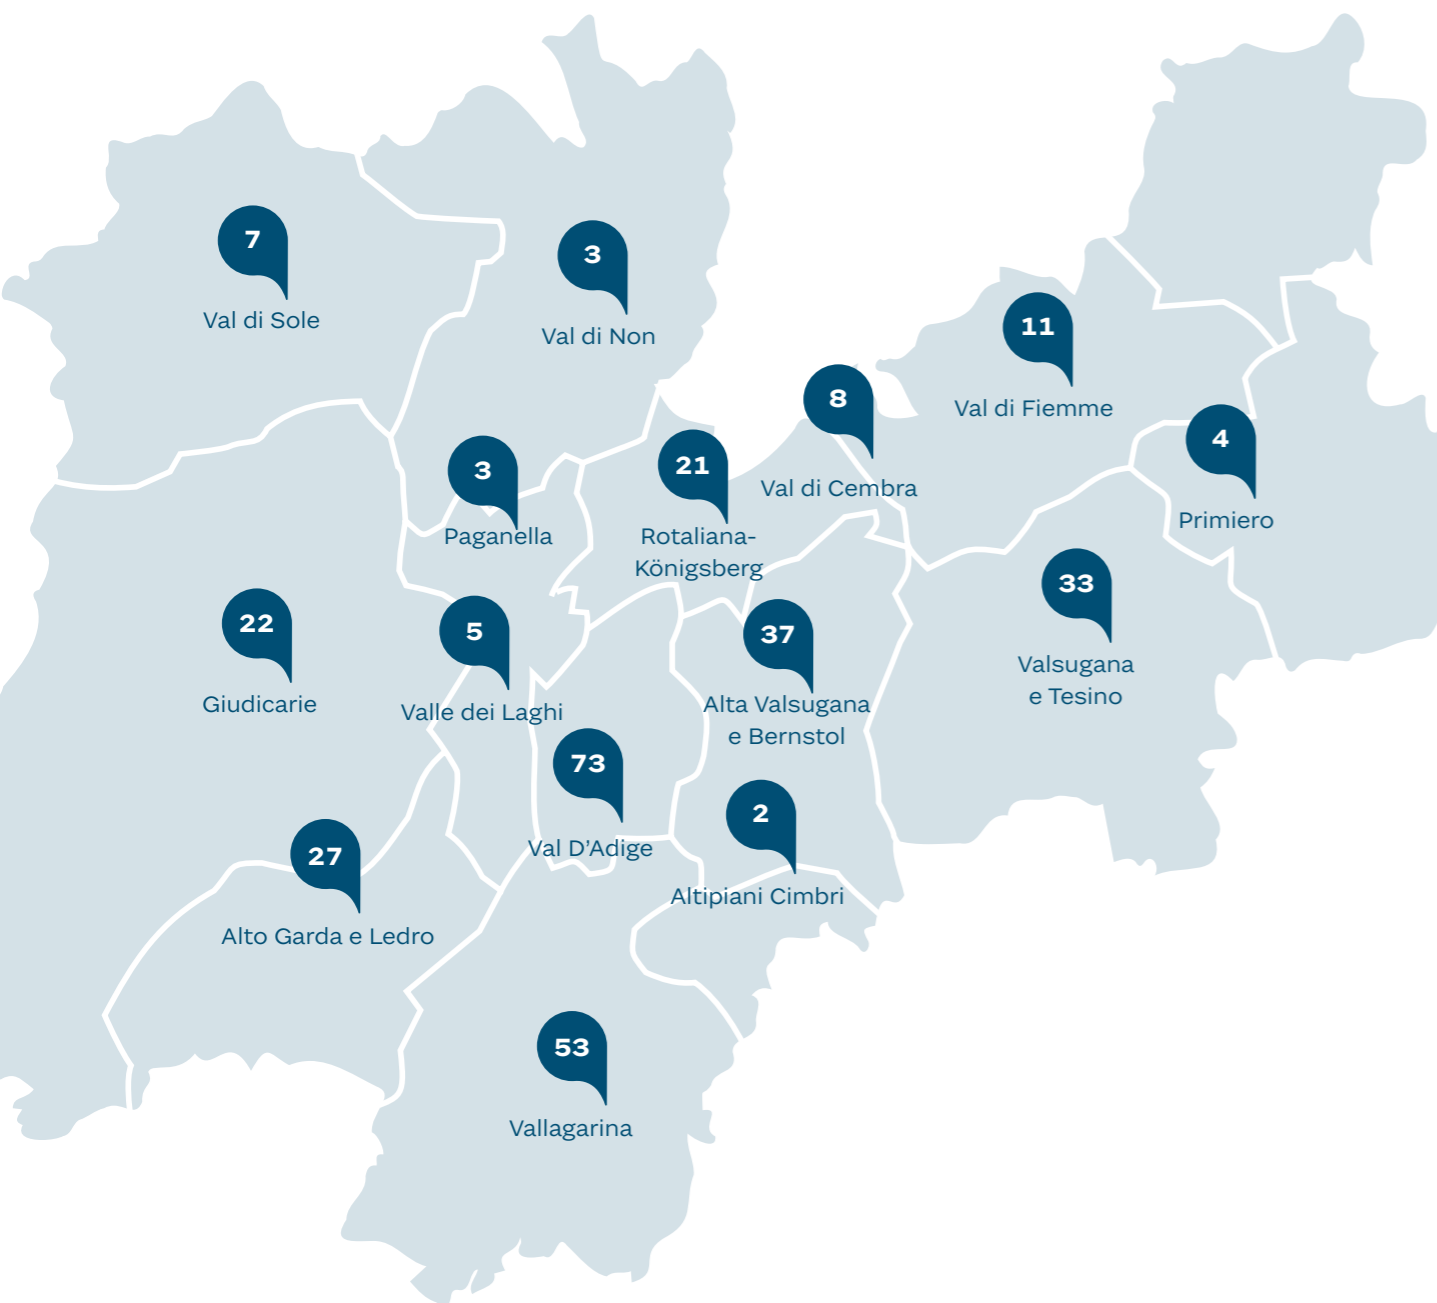 7
Val di Sole
3
Val di Non
11
Val di Fiemme
8
Val di Cembra
4
Primiero
3
Paganella
21
Rotaliana-
Königsberg
33
Valsugana
e Tesino
22
Giudicarie
5
Valle dei Laghi
37
Alta Valsugana
e Bernstol
73
Val D’Adige
2
Altipiani Cimbri
27
Alto Garda e Ledro
53
Vallagarina